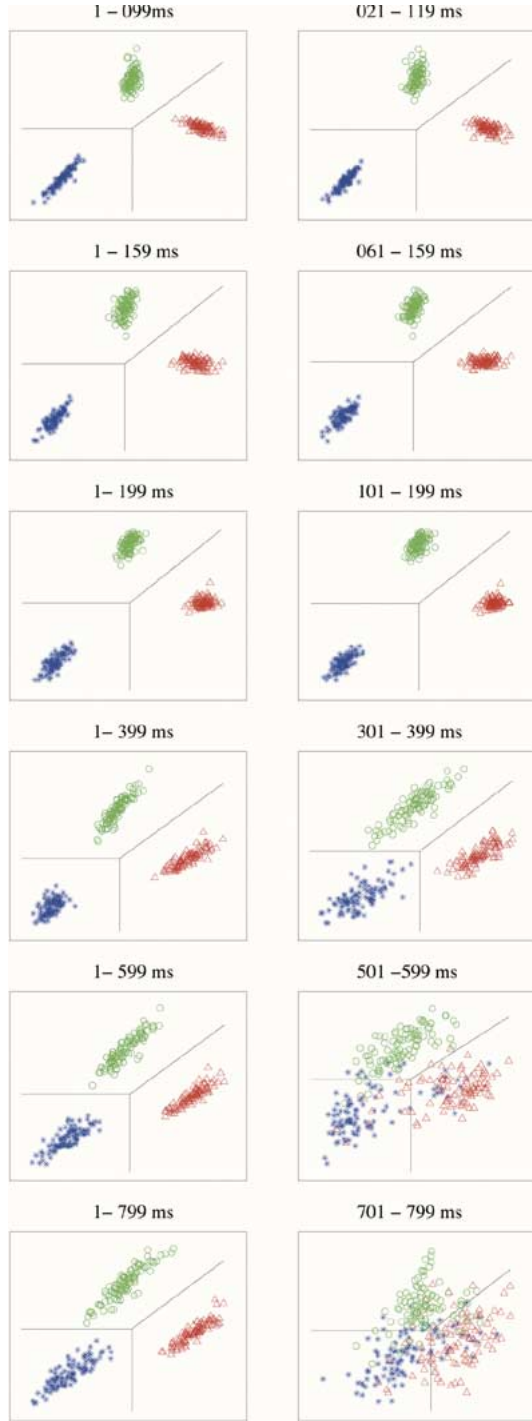 1 – 099ms
021 – 119 ms
1 – 159 ms
061 – 159 ms
1– 199 ms
101 – 199 ms
1– 399 ms
301 – 399 ms
1– 599 ms
501 –599 ms
1– 799 ms
701 – 799 ms